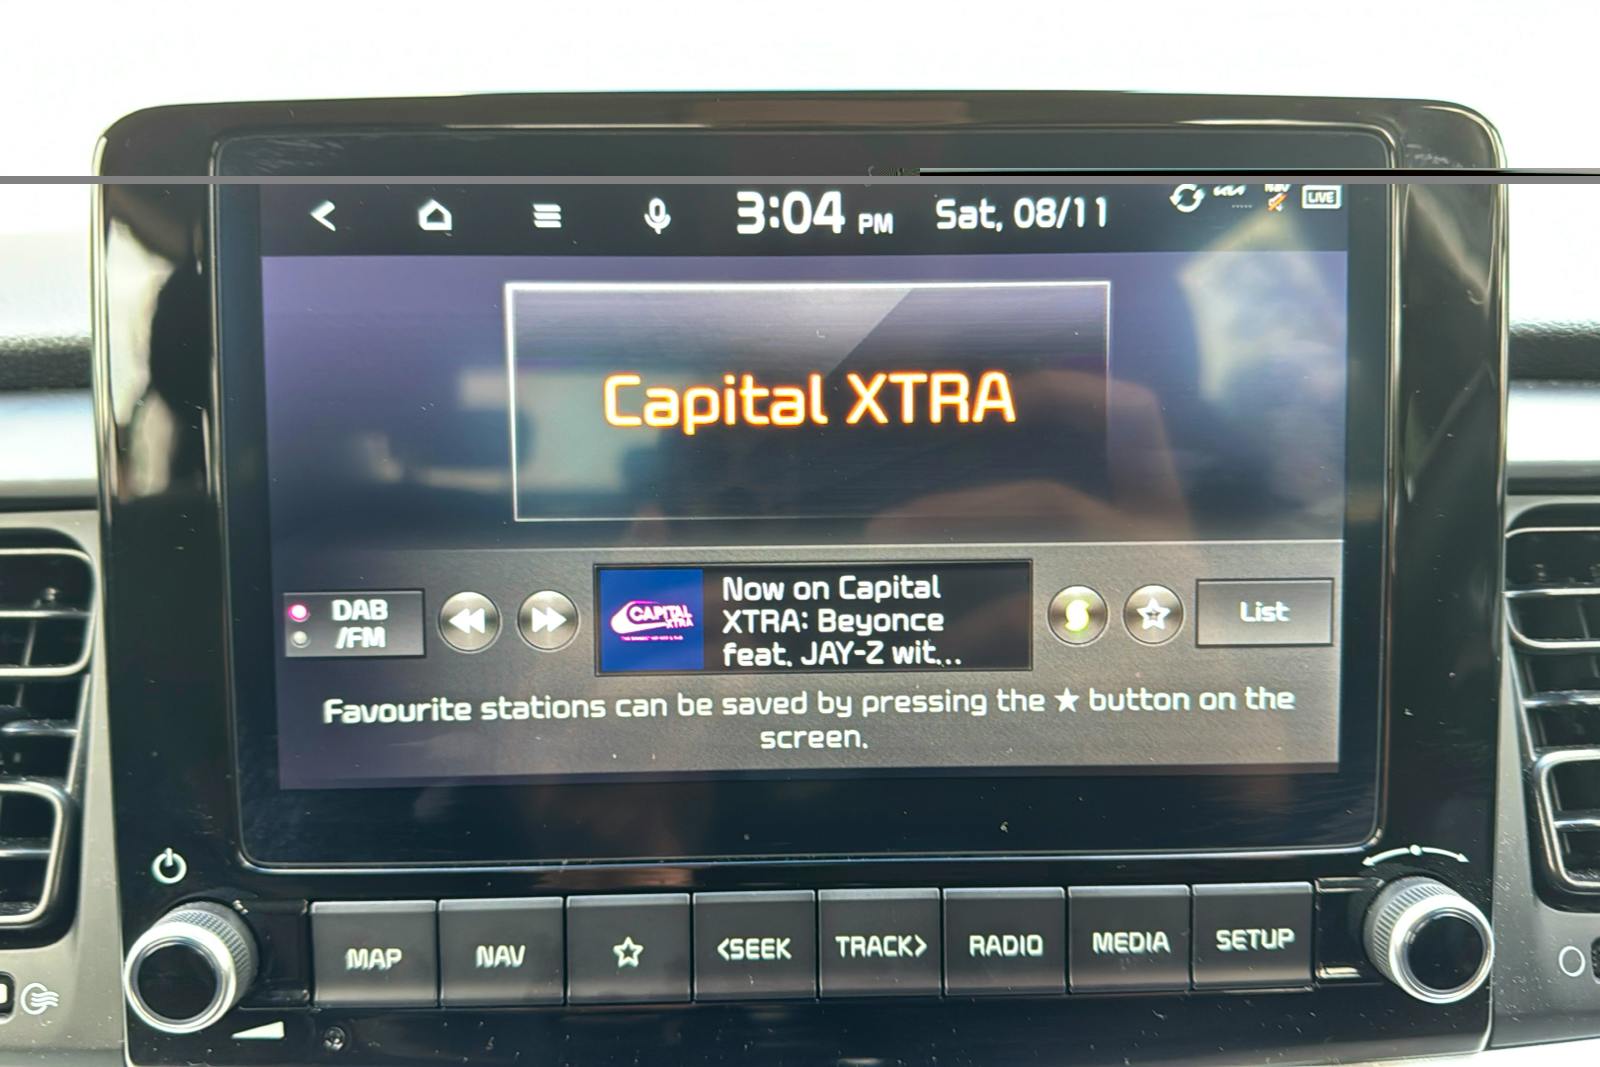 3:04 PM Sat, 08/11
LIVE
Capital XTRA
DAB
/FM
CAPITAL
XTRA
Now on Capital
XTRA: Beyonce
feat. JAY-Z wit...
List
Favourite stations can be saved by pressing the ★ button on the
screen.
MAP NAV ☆ <SEEK TRACK> RADIO MEDIA SETUP